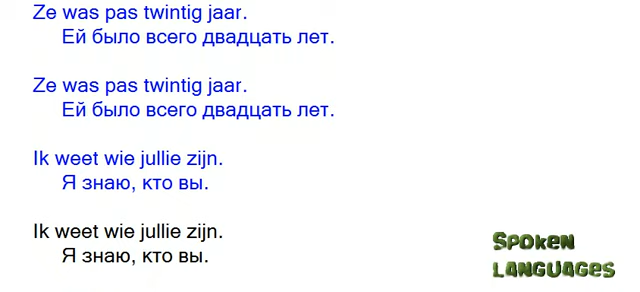 Ze was pas twintig jaar.
Ей было всего двадцать лет.
Ze was pas twintig jaar.
Ей было всего двадцать лет.
Ik weet wie jullie zijn.
Я знаю, кто вы.
Ik weet wie jullie zijn.
Я знаю, кто вы.
Spoken
Languages